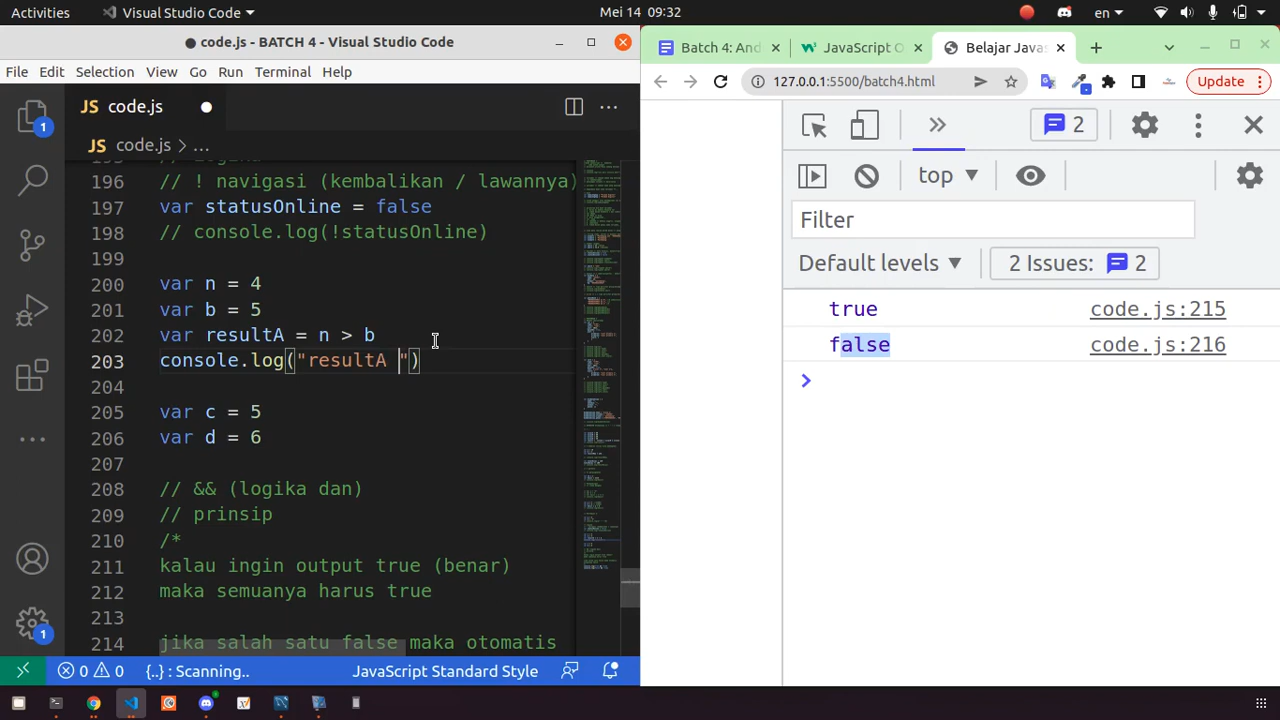 Activities
Visual Studio Code
Mei 14 09:32
en
code.js - BATCH 4 - Visual Studio Code
File Edit Selection View Go Run Terminal Help
JS code.js
JS code.js > ...
196 // ! navigasi (kembalikan / lawannya)
197 var statusOnline = false
198 // console.log(!statusOnline)
199
200 var n = 4
201 var b = 5
202 var resultA = n > b
203 console.log("resultA ")
204
205 var c = 5
206 var d = 6
207
208 // && (logika dan)
209 // prinsip
210 /*
211 kalau ingin output true (benar)
212 maka semuanya harus true
213
214 jika salah satu false maka otomatis
1
1
0 0 {..} : Scanning.. JavaScript Standard Style
Batch 4: And
JavaScript O
Belajar Javas
127.0.0.1:5500/batch4.html
Update
2
top
Filter
Default levels
2 Issues: 2
true code.js:215
false code.js:216